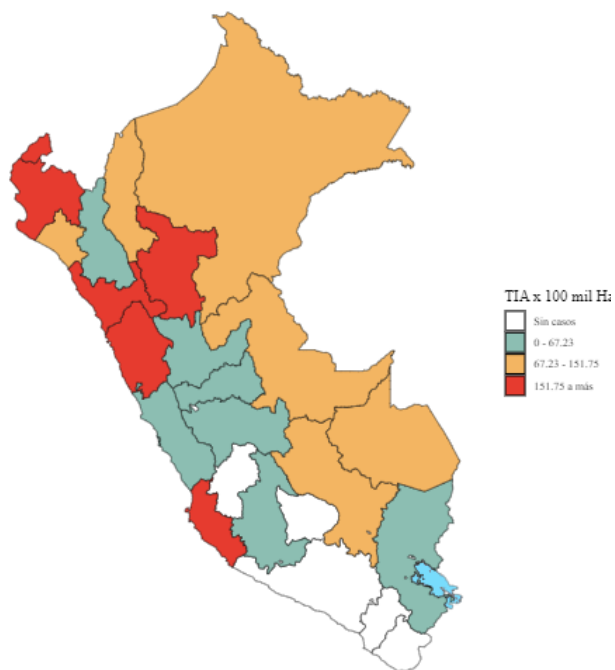 TIA x 100 mil Ha
Sin casos
0 - 67.23
67.23 - 151.75
151.75 a más